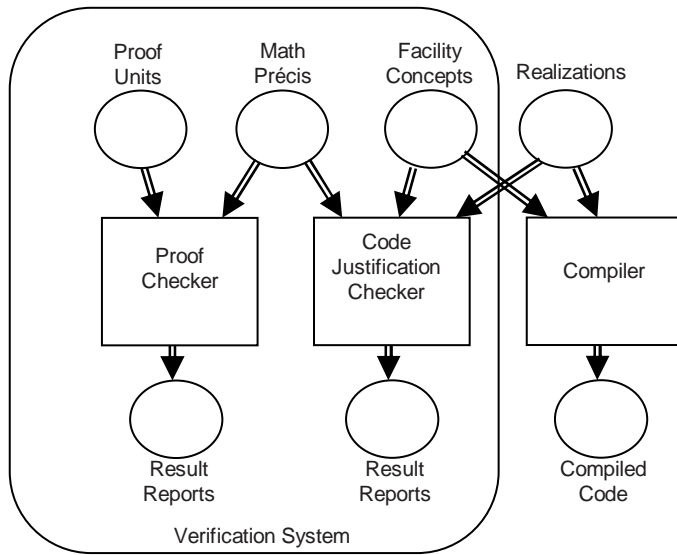 Proof
Units
Math
Précis
Facility
Concepts
Realizations
Proof
Checker
Code
Justification
Checker
Compiler
Result
Reports
Result
Reports
Compiled
Code
Verification System